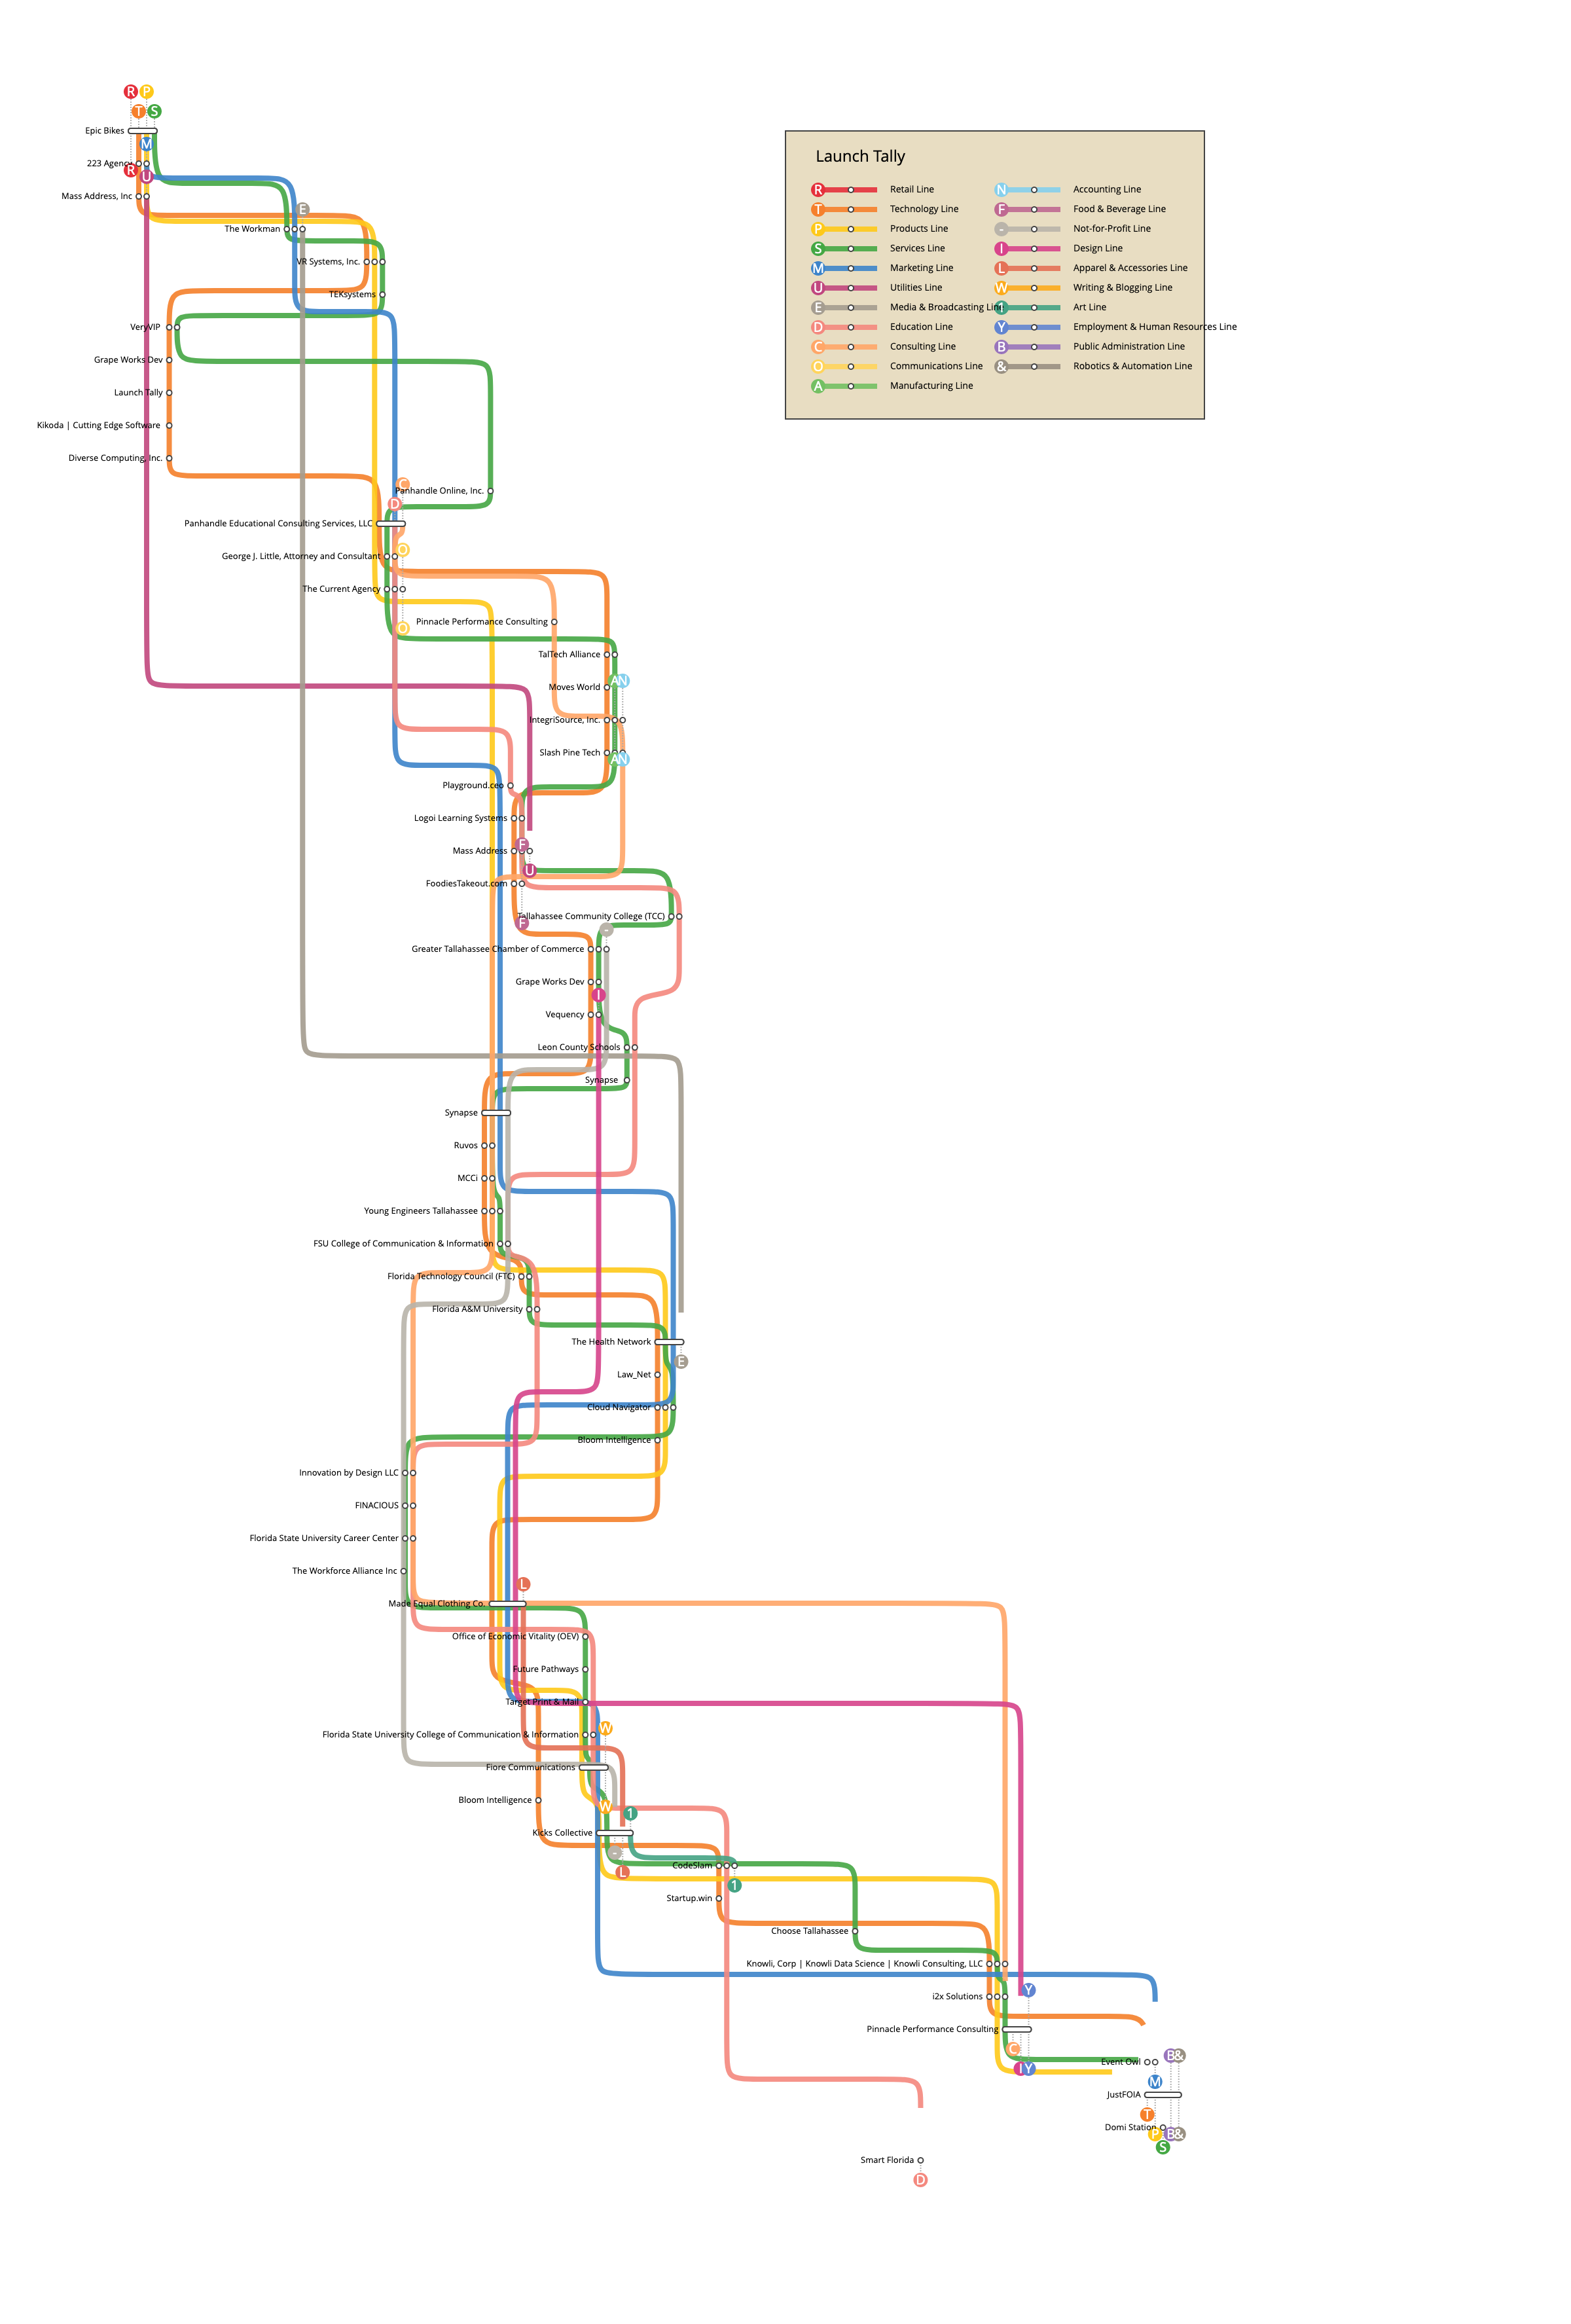 R P
T S
Epic Bikes
M
223 Agency
R U
Mass Address, Inc
E
The Workman
VR Systems, Inc.
TEKsystems
VeryVIP
Grape Works Dev
Launch Tally
Kikoda | Cutting Edge Software
Diverse Computing, Inc.
C
Panhandle Online, Inc.
D
Panhandle Educational Consulting Services, LLC
O
George J. Little, Attorney and Consultant
The Current Agency
Pinnacle Performance Consulting
O
TalTech Alliance
A N
Moves World
IntegriSource, Inc.
Slash Pine Tech
A N
Playground.ceo
Logoi Learning Systems
F
Mass Address
U
FoodiesTakeout.com
Tallahassee Community College (TCC)
F
-
Greater Tallahassee Chamber of Commerce
Grape Works Dev
I
Vequency
Leon County Schools
Synapse
Synapse
Ruvos
MCCi
Young Engineers Tallahassee
FSU College of Communication & Information
Florida Technology Council (FTC)
Florida A&M University
The Health Network
E
Law_Net
Cloud Navigator
Bloom Intelligence
Innovation by Design LLC
FINACIOUS
Florida State University Career Center
The Workforce Alliance Inc
L
Made Equal Clothing Co.
Office of Economic Vitality (OEV)
Future Pathways
Target Print & Mail
W
Florida State University College of Communication & Information
Fiore Communications
Bloom Intelligence
W
1
Kicks Collective
-
CodeSlam
L
1
Startup.win
Choose Tallahassee
Knowli, Corp | Knowli Data Science | Knowli Consulting, LLC
Y
i2x Solutions
Pinnacle Performance Consulting
C
B &
Event Owl
I Y
M
JustFOIA
T
Domi Station
P B &
S
Smart Florida
D
Launch Tally
R Retail Line
T Technology Line
P Products Line
S Services Line
M Marketing Line
U Utilities Line
E Media & Broadcasting Line
D Education Line
C Consulting Line
O Communications Line
A Manufacturing Line
N Accounting Line
F Food & Beverage Line
- Not-for-Profit Line
I Design Line
L Apparel & Accessories Line
W Writing & Blogging Line
1 Art Line
Y Employment & Human Resources Line
B Public Administration Line
& Robotics & Automation Line